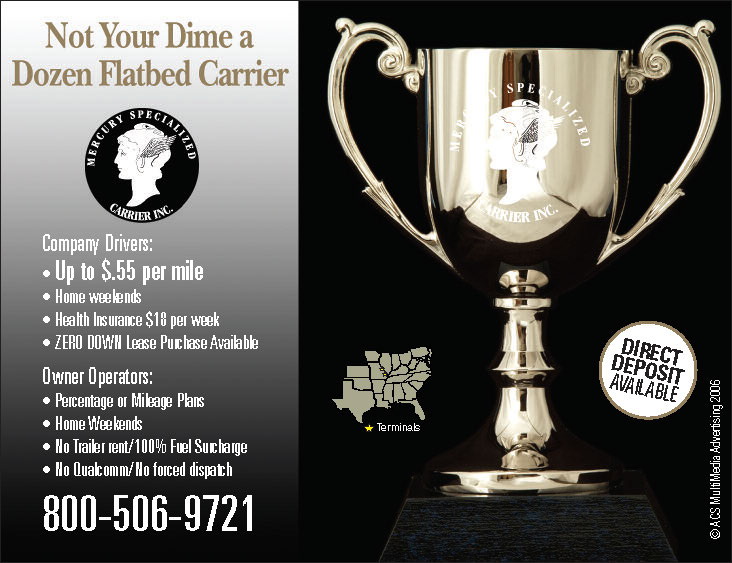 Not Your Dime a
Dozen Flatbed Carrier
MERCURY SPECIALIZED
CARRIER INC.
Company Drivers:
• Up to $.55 per mile
• Home weekends
• Health Insurance $18 per week
• ZERO DOWN Lease Purchase Available
Owner Operators:
• Percentage or Mileage Plans
• Home Weekends
• No Trailer rent/100% Fuel Surcharge
• No Qualcomm/No forced dispatch
800-506-9721
MERCURY SPECIALIZED
CARRIER INC.
Terminals
DIRECT
DEPOSIT
AVAILABLE
© ACS MultiMedia Advertising 2006